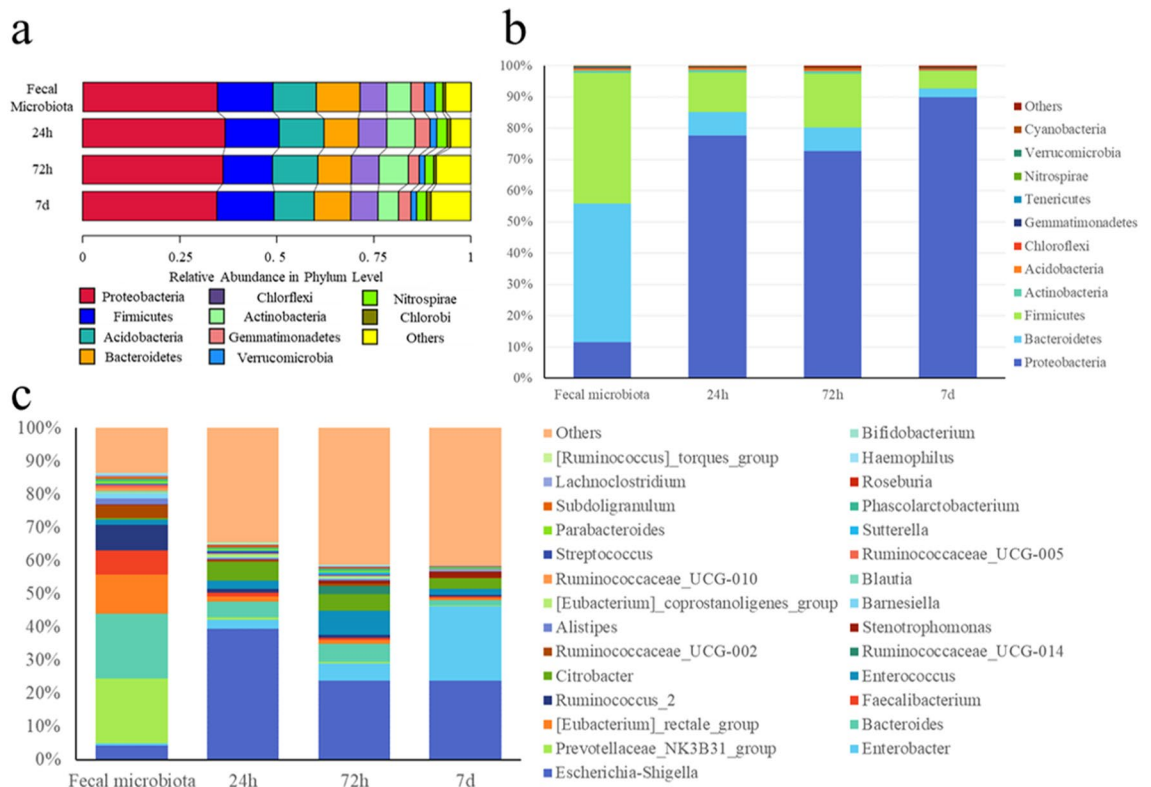 a
Fecal
Microbiota
24h
72h
7d
0 0.25 0. 5 0. 75 1
Relative Abundance in Phylum Level
Proteobacteria Chlorflexi Nitrospirae
Firmicutes Actinobacteria Chlorobi
Acidobacteria Gemmatimonadetes Others
Bacteroidetes Verrucomicrobia
b
100%
90%
80%
70%
60%
50%
40%
30%
20%
10%
0%
Fecal microbiota 24h 72h 7d
Others
Cyanobacteria
Verrucomicrobia
Nitrospirae
Tenericutes
Gemmatimonadetes
Chloroflexi
Acidobacteria
Actinobacteria
Firmicutes
Bacteroidetes
Proteobacteria
c
100%
90%
80%
70%
60%
50%
40%
30%
20%
10%
0%
Fecal microbiota 24h 72h 7d
Others Bifidobacterium
[Ruminococcus]_torques_group Haemophilus
Lachnoclostridium Roseburia
Subdoligranulum Phascolarctobacterium
Parabacteroides Sutterella
Streptococcus Ruminococcaceae_UCG-005
Ruminococcaceae_UCG-010 Blautia
[Eubacterium]_coprostanoligenes_group Barnesiella
Alistipes Stenotrophomonas
Ruminococcaceae_UCG-002 Ruminococcaceae_UCG-014
Citrobacter Enterococcus
Ruminococcus_2 Faecalibacterium
[Eubacterium]_rectale_group Bacteroides
Prevotellaceae_NK3B31_group Enterobacter
Escherichia-Shigella